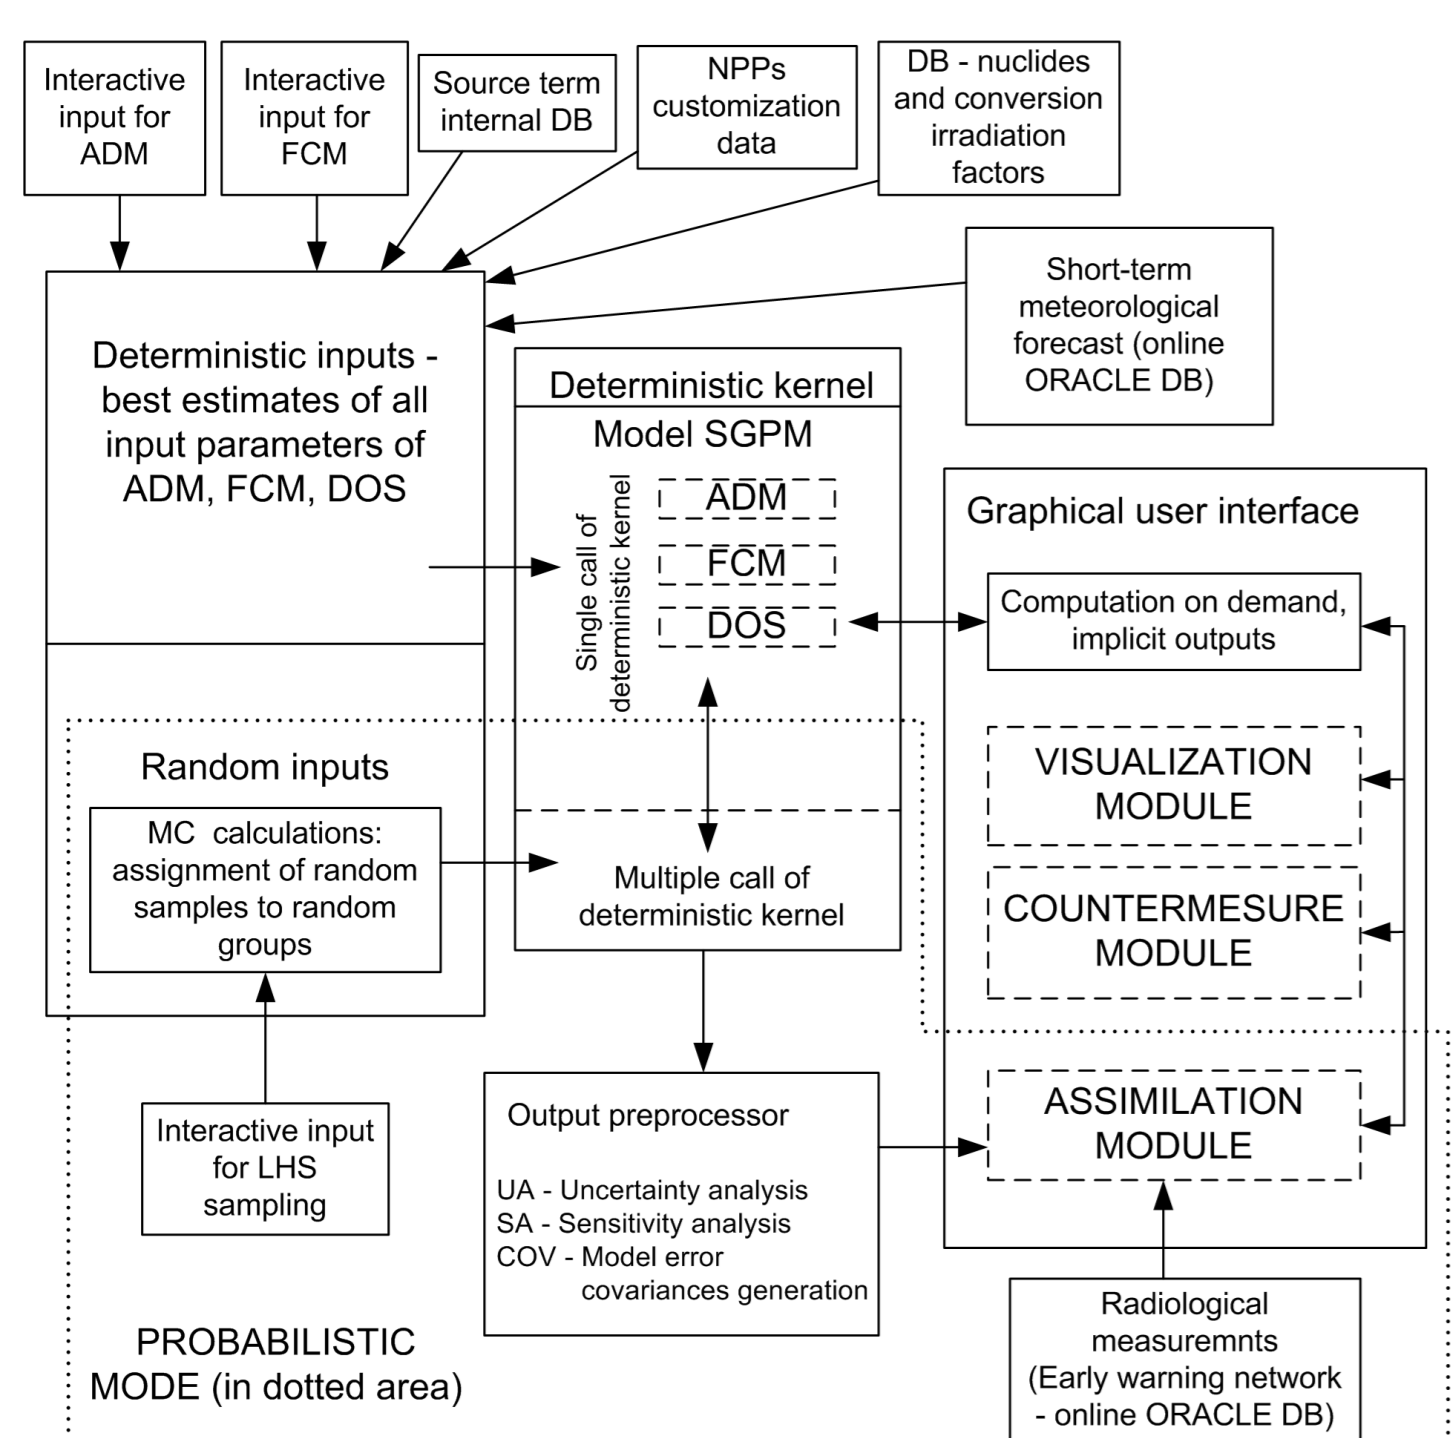 Interactive
input for
ADM
Interactive
input for
FCM
Source term
internal DB
NPPs
customization
data
DB - nuclides
and conversion
irradiation
factors
Short-term
meteorological
forecast (online
ORACLE DB)
Deterministic inputs -
best estimates of all
input parameters of
ADM, FCM, DOS
Deterministic kernel
Model SGPM
Single call of
deterministic kernel
ADM
FCM
DOS
Graphical user interface
Computation on demand,
implicit outputs
VISUALIZATION
MODULE
COUNTERMESURE
MODULE
Random inputs
MC calculations:
assignment of random
samples to random
groups
Multiple call of
deterministic kernel
Interactive input
for LHS
sampling
Output preprocessor
UA - Uncertainty analysis
SA - Sensitivity analysis
COV - Model error
covariances generation
ASSIMILATION
MODULE
PROBABILISTIC
MODE (in dotted area)
Radiological
measuremnts
(Early warning network
- online ORACLE DB)